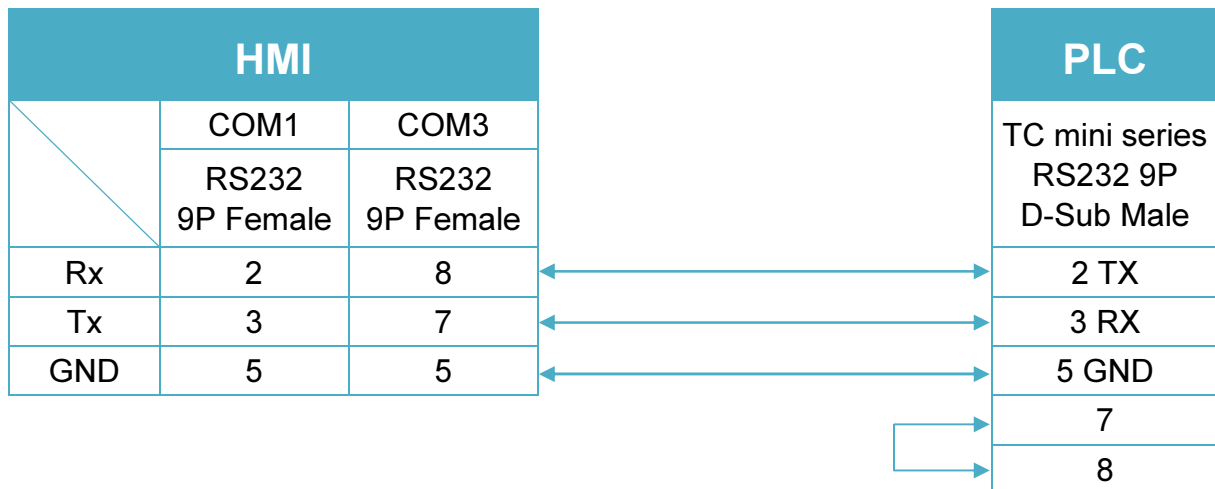 HMI
PLC
COM1 COM3
RS232 RS232
9P Female 9P Female
TC mini series
RS232 9P
D-Sub Male
Rx 2 8 2 TX
Tx 3 7 3 RX
GND 5 5 5 GND
7
8